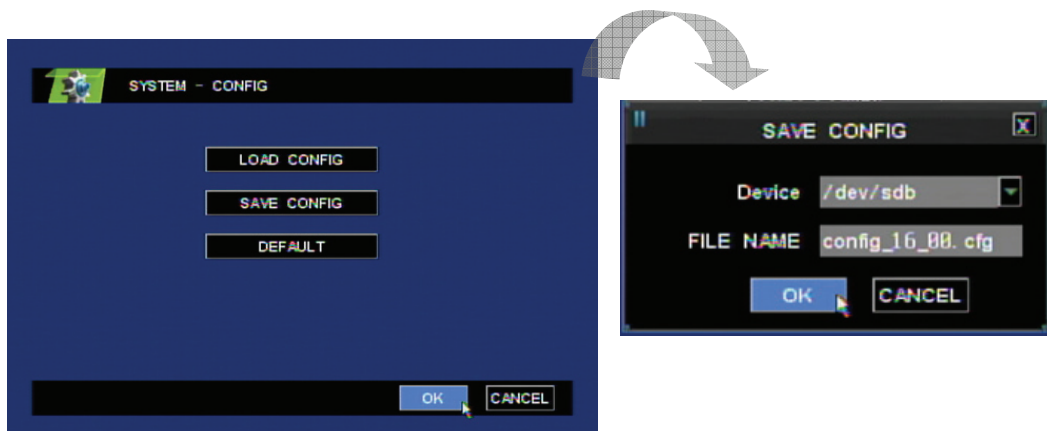 SYSTEM - CONFIG
LOAD CONFIG
SAVE CONFIG
DEFAULT
OK CANCEL
SAVE CONFIG X
Device /dev/sdb
FILE NAME config_16_00.cfg
OK CANCEL